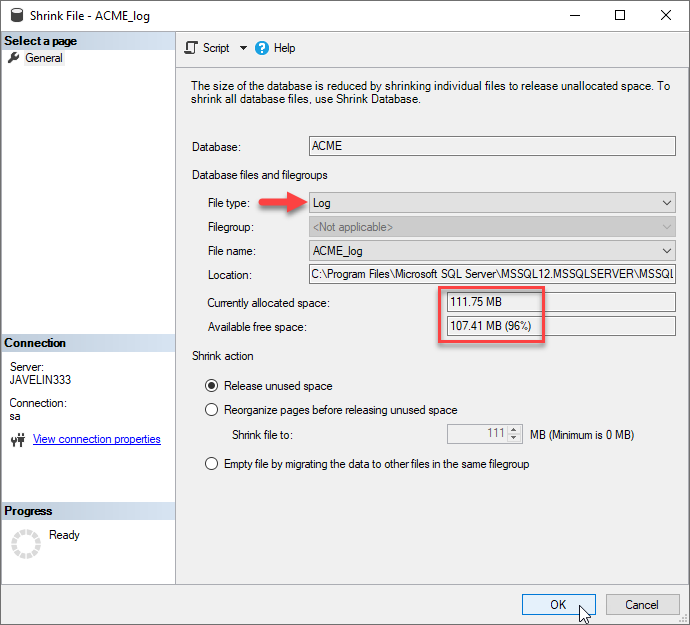 Shrink File - ACME_log
Select a page
General
Script
Help
The size of the database is reduced by shrinking individual files to release unallocated space. To
shrink all database files, use Shrink Database.
Database:
ACME
Database files and filegroups
File type:
Log
Filegroup:
<Not applicable>
File name:
ACME_log
Location:
C:\Program Files\Microsoft SQL Server\MSSQL12.MSSQLSERVER\MSSQL
Currently allocated space:
111.75 MB
Available free space:
107.41 MB (96%)
Shrink action
Release unused space
Reorganize pages before releasing unused space
Shrink file to:
111
MB (Minimum is 0 MB)
Empty file by migrating the data to other files in the same filegroup
Connection
Server:
JAVELIN333
Connection:
sa
View connection properties
Progress
Ready
OK
Cancel